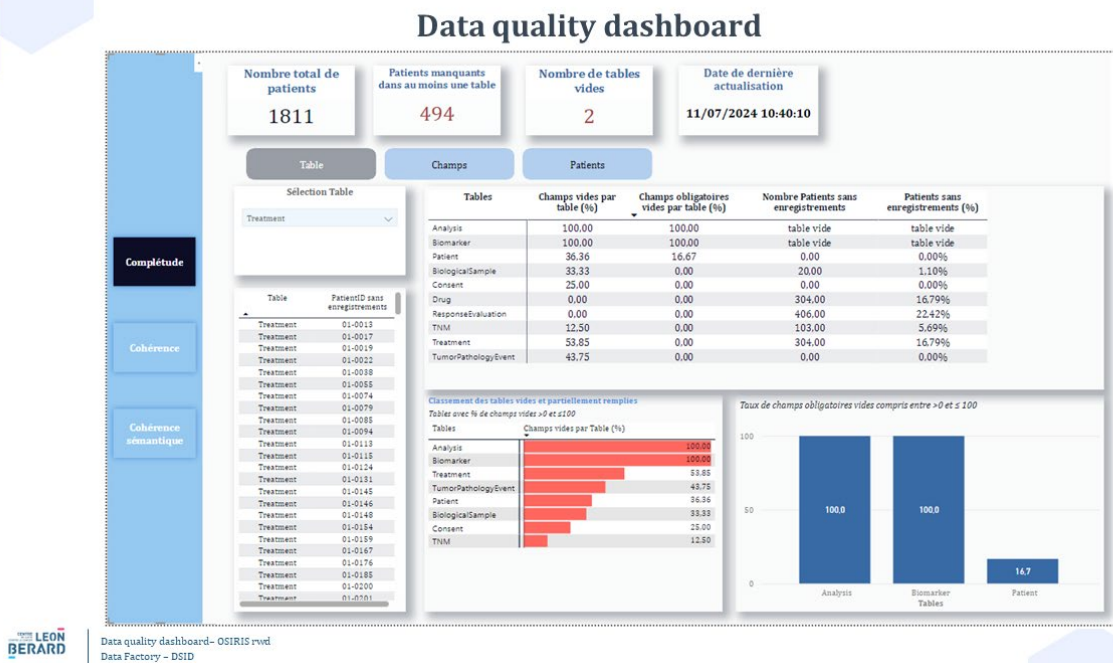 Data quality dashboard
Nombre total de
patients
1811
Patients manquants
dans au moins une table
494
Nombre de tables
vides
2
Date de dernière
actualisation
11/07/2024 10:40:10
Table
Champs
Patients
Complétude
Cohérence
Cohérence
sémantique
Sélection Table
Treatment
Table PatientID sans
enregistrements
Treatment 01-0013
Treatment 01-0017
Treatment 01-0019
Treatment 01-0022
Treatment 01-0038
Treatment 01-0055
Treatment 01-0074
Treatment 01-0079
Treatment 01-0085
Treatment 01-0094
Treatment 01-0113
Treatment 01-0115
Treatment 01-0124
Treatment 01-0131
Treatment 01-0145
Treatment 01-0146
Treatment 01-0148
Treatment 01-0154
Treatment 01-0159
Treatment 01-0167
Treatment 01-0176
Treatment 01-0185
Treatment 01-0200
Treatment 01-0201
Tables Champs vides par Champs obligatoires Nombre Patients sans Patients sans
table (%) vides par table (%) enregistrements enregistrements (%)
Analysis 100.00 100.00 table vide table vide
Biomarker 100.00 100.00 table vide table vide
Patient 36.36 16.67 0.00 0.00%
BiologicalSample 33.33 0.00 20.00 1.10%
Consent 25.00 0.00 0.00 0.00%
Drug 0.00 0.00 304.00 16.79%
ResponseEvaluation 0.00 0.00 406.00 22.42%
TNM 12.50 0.00 103.00 5.69%
Treatment 53.85 0.00 304.00 16.79%
TumorPathologyEvent 43.75 0.00 0.00 0.00%
Classement des tables vides et partiellement remplies
Tables avec % de champs vides >0 et ≤100
Tables Champs vides par Table (%)
Analysis 100.00
Biomarker 100.00
Treatment 53.85
TumorPathologyEvent 43.75
Patient 36.36
BiologicalSample 33.33
Consent 25.00
TNM 12.50
Taux de champs obligatoires vides compris entre >0 et ≤ 100
100
50
0
100,0
100,0
16,7
Analysis Biomarker Patient
Tables
LEON
BERARD
Data quality dashboard– OSIRIS rwd
Data Factory – DSID